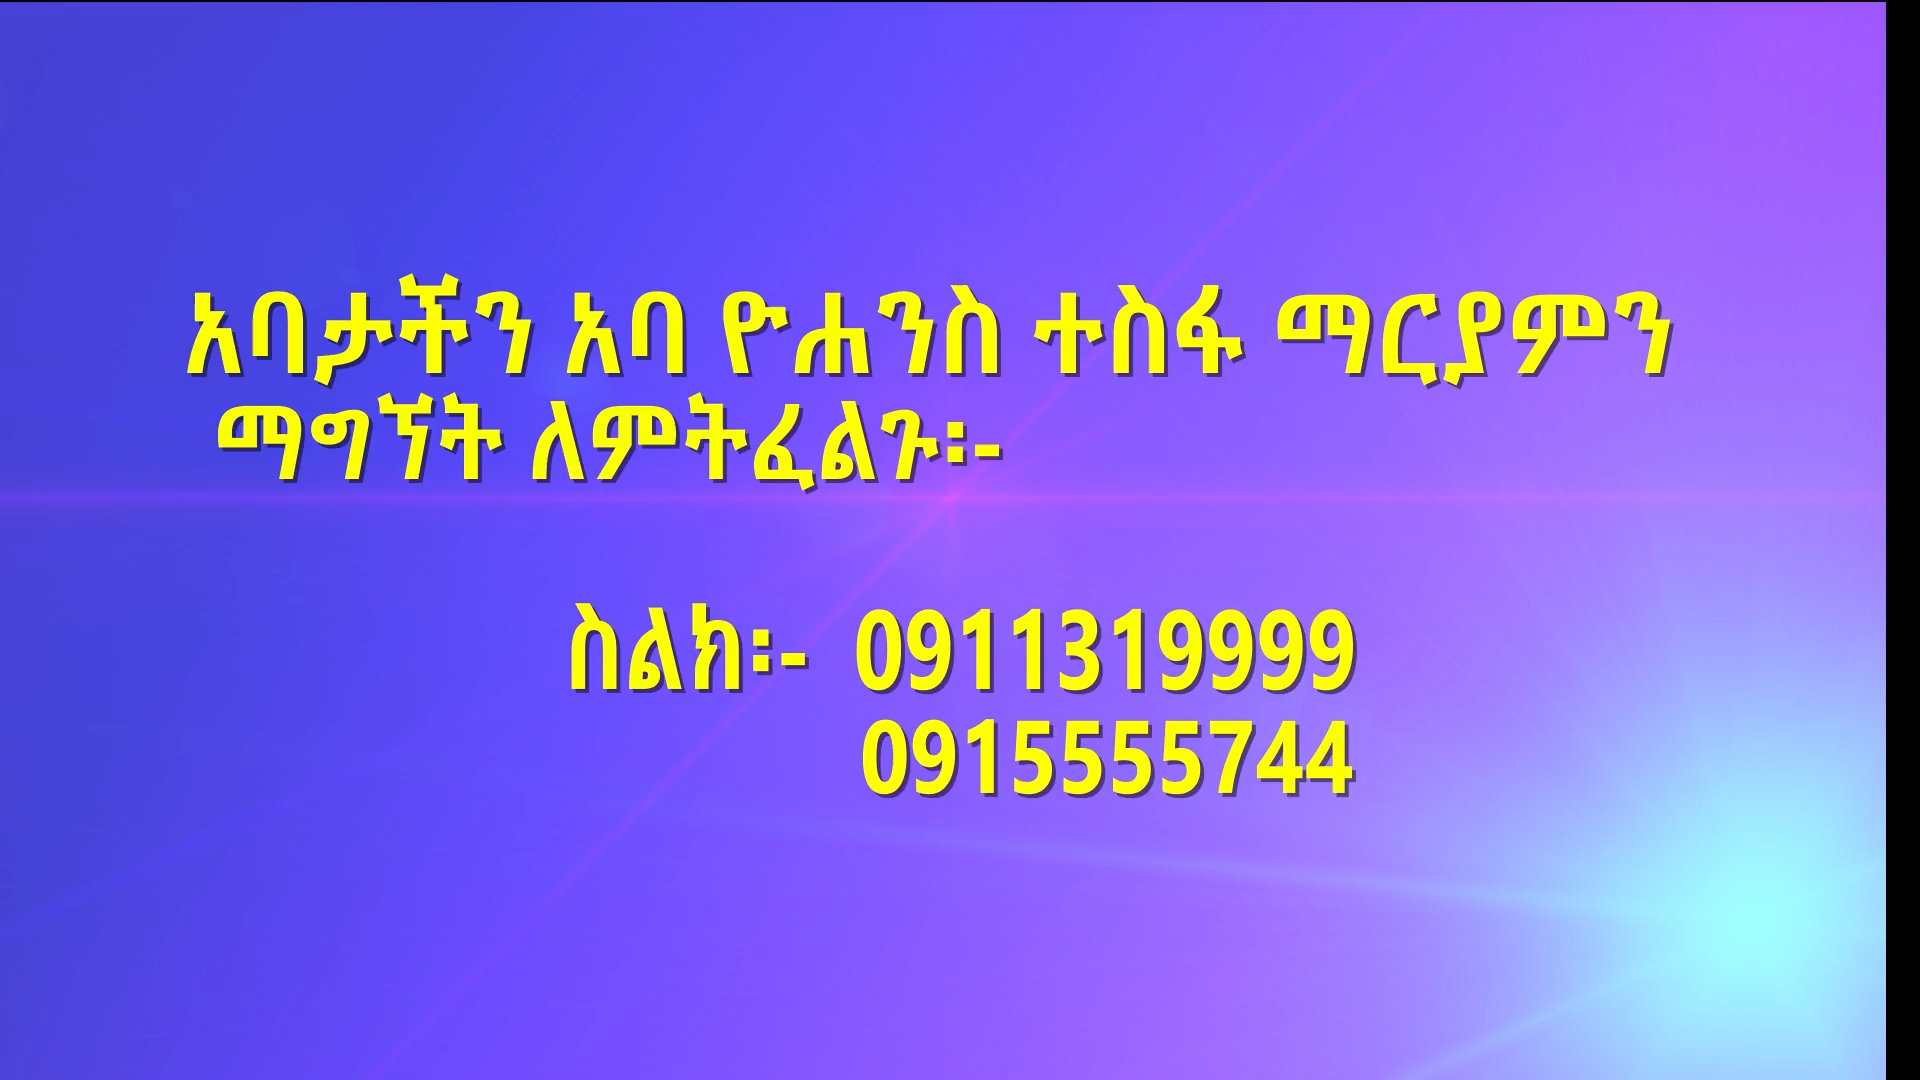 አባታችን አባ ዮሐንስ ተስፋ ማርያምን
ማግኘት ለምትፈልጉ፡-
ስልክ፡- 0911319999
0915555744